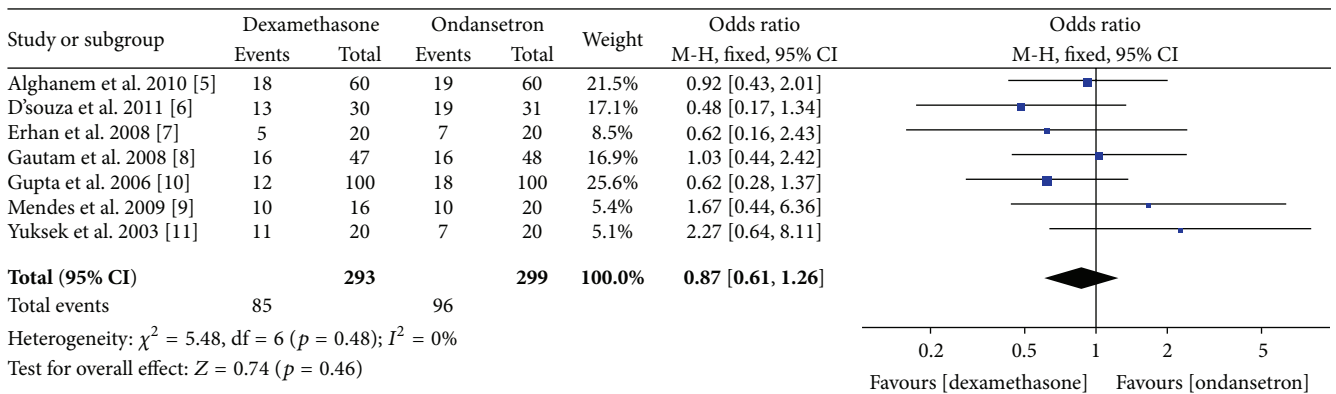 Study or subgroup Dexamethasone Ondansetron Weight Odds ratio Odds ratio
Events Total Events Total M-H, fixed, 95% CI M-H, fixed, 95% CI
Alghanem et al. 2010 [5] 18 60 19 60 21.5% 0.92 [0.43, 2.01]
D'souza et al. 2011 [6] 13 30 19 31 17.1% 0.48 [0.17, 1.34]
Erhan et al. 2008 [7] 5 20 7 20 8.5% 0.62 [0.16, 2.43]
Gautam et al. 2008 [8] 16 47 16 48 16.9% 1.03 [0.44, 2.42]
Gupta et al. 2006 [10] 12 100 18 100 25.6% 0.62 [0.28, 1.37]
Mendes et al. 2009 [9] 10 16 10 20 5.4% 1.67 [0.44, 6.36]
Yuksek et al. 2003 [11] 11 20 7 20 5.1% 2.27 [0.64, 8.11]
Total (95% CI) 293 299 100.0% 0.87 [0.61, 1.26]
Total events 85 96
Heterogeneity: χ² = 5.48, df = 6 (p = 0.48); I² = 0%
Test for overall effect: Z = 0.74 (p = 0.46)
0.2 0.5 1 2 5
Favours [dexamethasone] Favours [ondansetron]